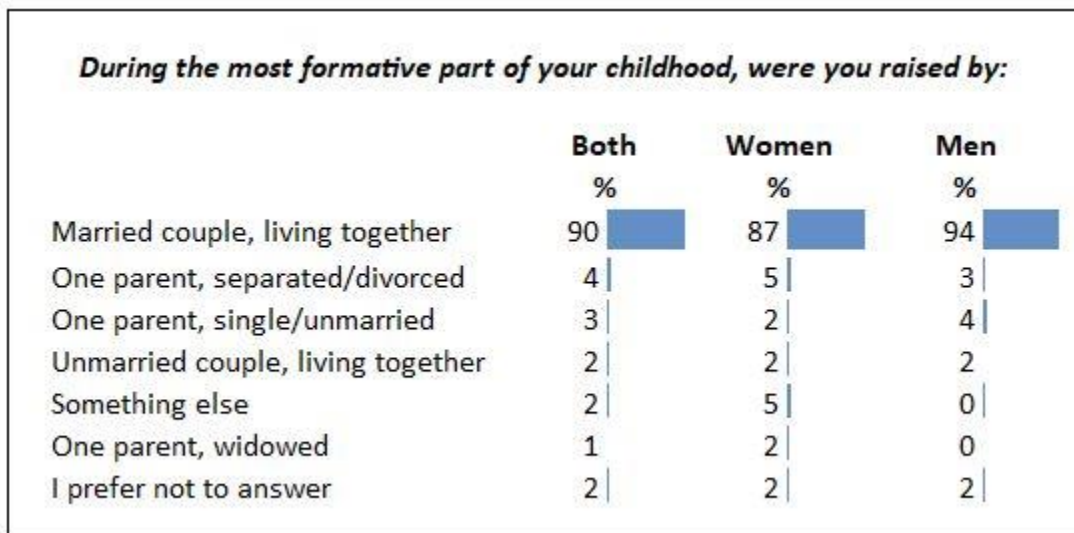 During the most formative part of your childhood, were you raised by:
Both Women Men
% % %
Married couple, living together 90 87 94
One parent, separated/divorced 4 5 3
One parent, single/unmarried 3 2 4
Unmarried couple, living together 2 2 2
Something else 2 5 0
One parent, widowed 1 2 0
I prefer not to answer 2 2 2